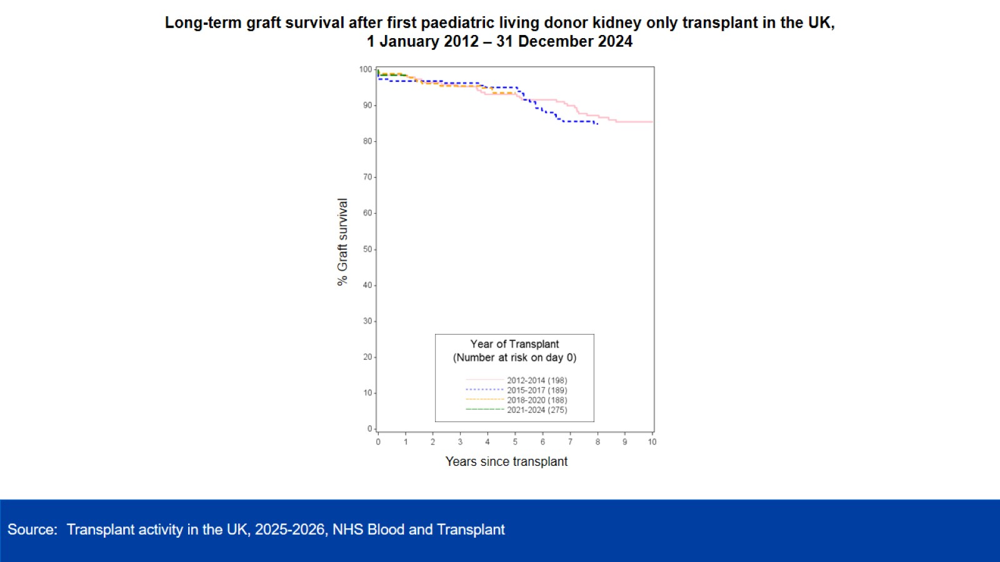 Long-term graft survival after first paediatric living donor kidney only transplant in the UK,
1 January 2012 – 31 December 2024
100
90
80
70
60
50
40
30
20
10
0
% Graft survival
Year of Transplant
(Number at risk on day 0)
2012-2014 (198)
2015-2017 (189)
2018-2020 (188)
2021-2024 (275)
0 1 2 3 4 5 6 7 8 9 10
Years since transplant
Source: Transplant activity in the UK, 2025-2026, NHS Blood and Transplant